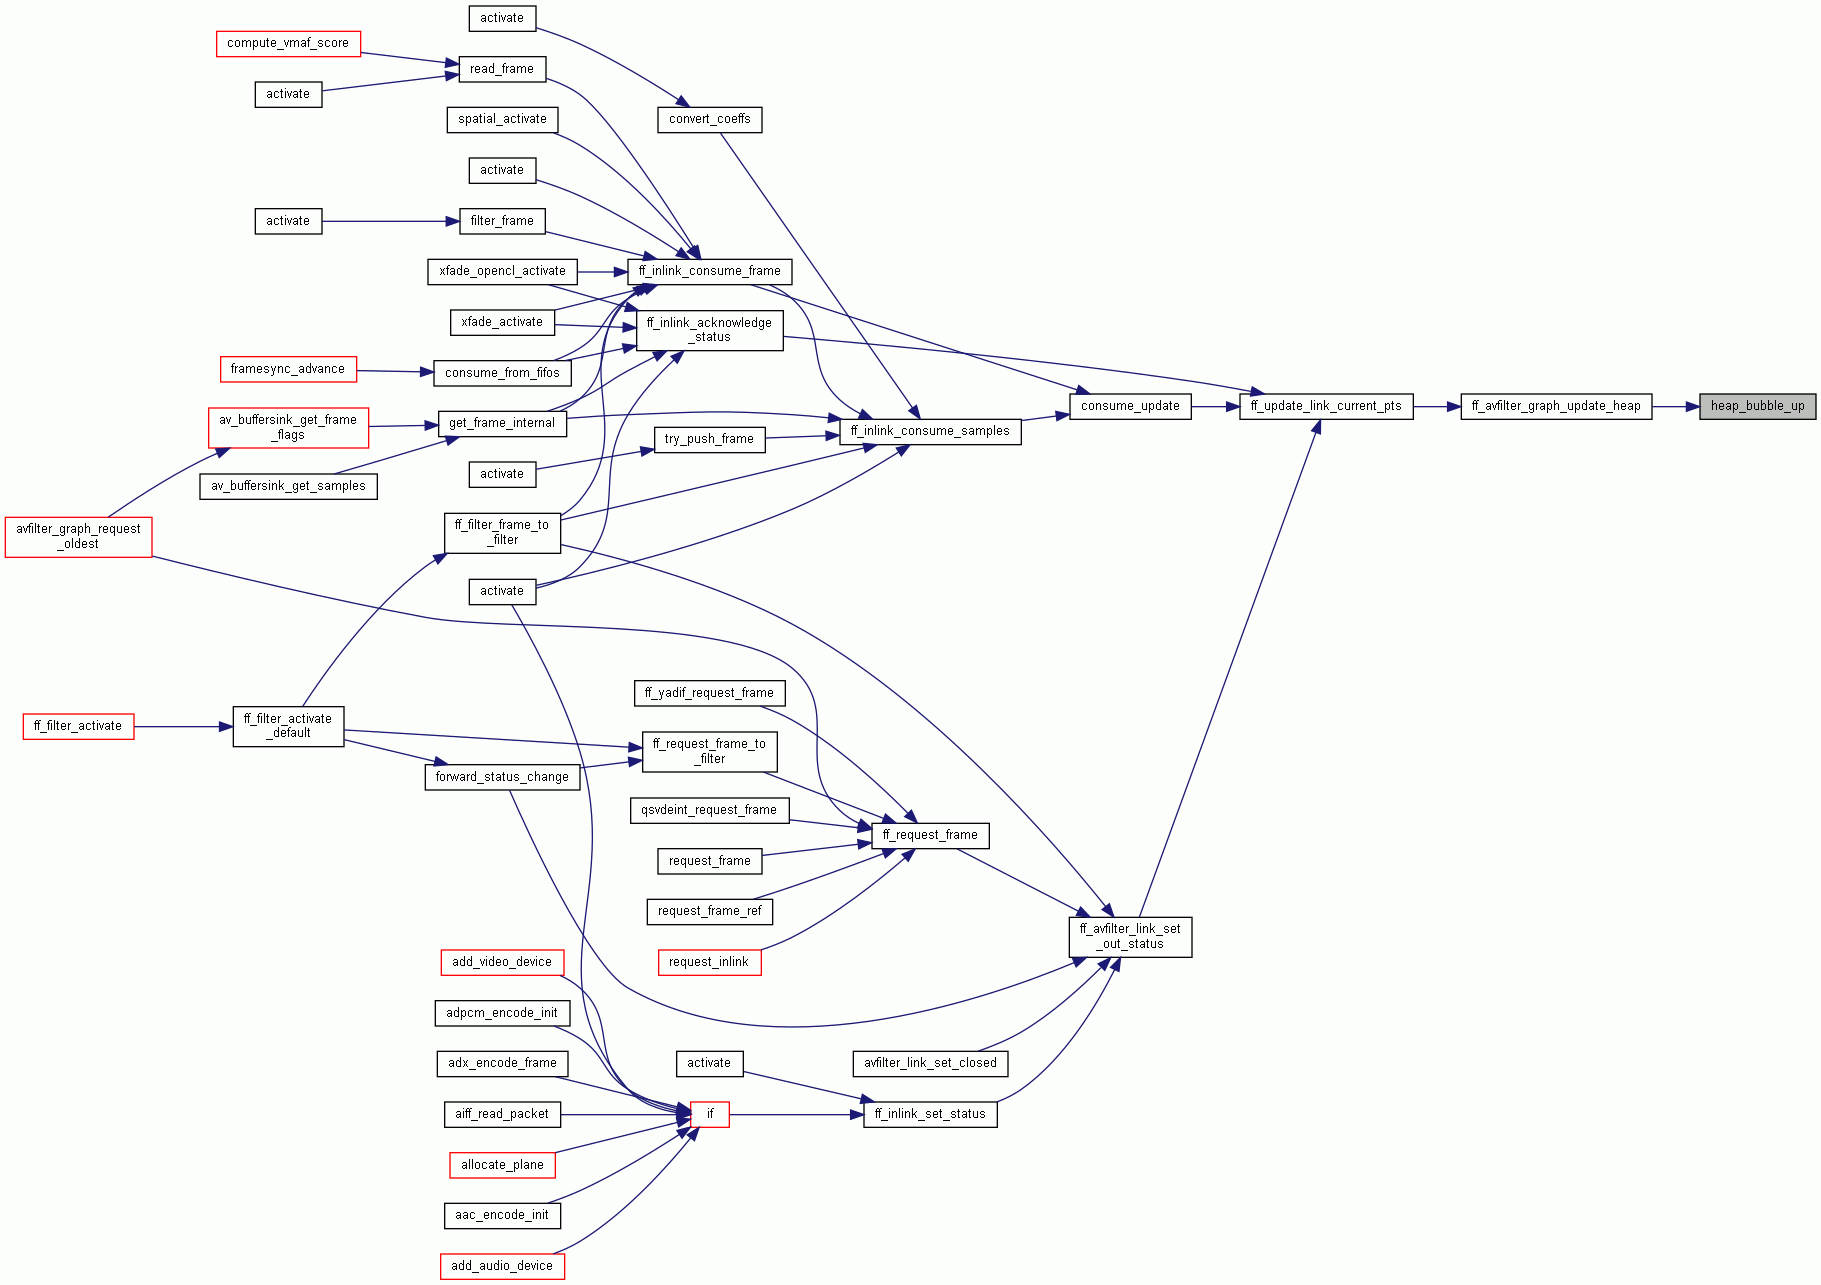 activate
compute_vmaf_score
read_frame
activate
spatial_activate
convert_coeffs
activate
activate
filter_frame
xfade_opencl_activate
ff_inlink_consume_frame
xfade_activate
ff_inlink_acknowledge
_status
framesync_advance
consume_from_fifos
av_buffersink_get_frame
_flags
get_frame_internal
ff_inlink_consume_samples
consume_update
ff_update_link_current_pts
ff_avfilter_graph_update_heap
heap_bubble_up
try_push_frame
activate
av_buffersink_get_samples
avfilter_graph_request
_oldest
ff_filter_frame_to
_filter
activate
ff_yadif_request_frame
ff_filter_activate
ff_filter_activate
_default
ff_request_frame_to
_filter
forward_status_change
qsvdeint_request_frame
ff_request_frame
request_frame
request_frame_ref
ff_avfilter_link_set
_out_status
add_video_device
request_inlink
adpcm_encode_init
adx_encode_frame
activate
avfilter_link_set_closed
aiff_read_packet
if
ff_inlink_set_status
allocate_plane
aac_encode_init
add_audio_device